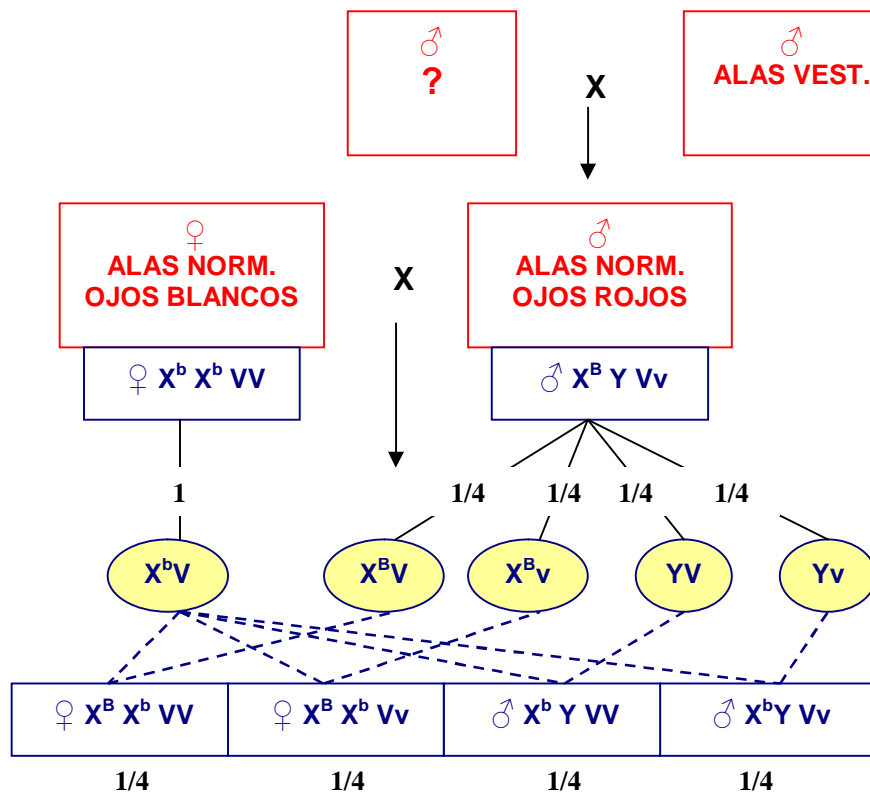 ♂ ♂
? X ALAS VEST.
♀ ♂
ALAS NORM. X ALAS NORM.
OJOS BLANCOS OJOS ROJOS
♀ Xᵇ Xᵇ VV ♂ Xᴮ Y Vv
1 1/4 1/4 1/4 1/4
XᵇV XᴮV Xᴮv YV Yv
♀ Xᴮ Xᵇ VV ♀ Xᴮ Xᵇ Vv ♂ Xᵇ Y VV ♂ XᵇY Vv
1/4 1/4 1/4 1/4